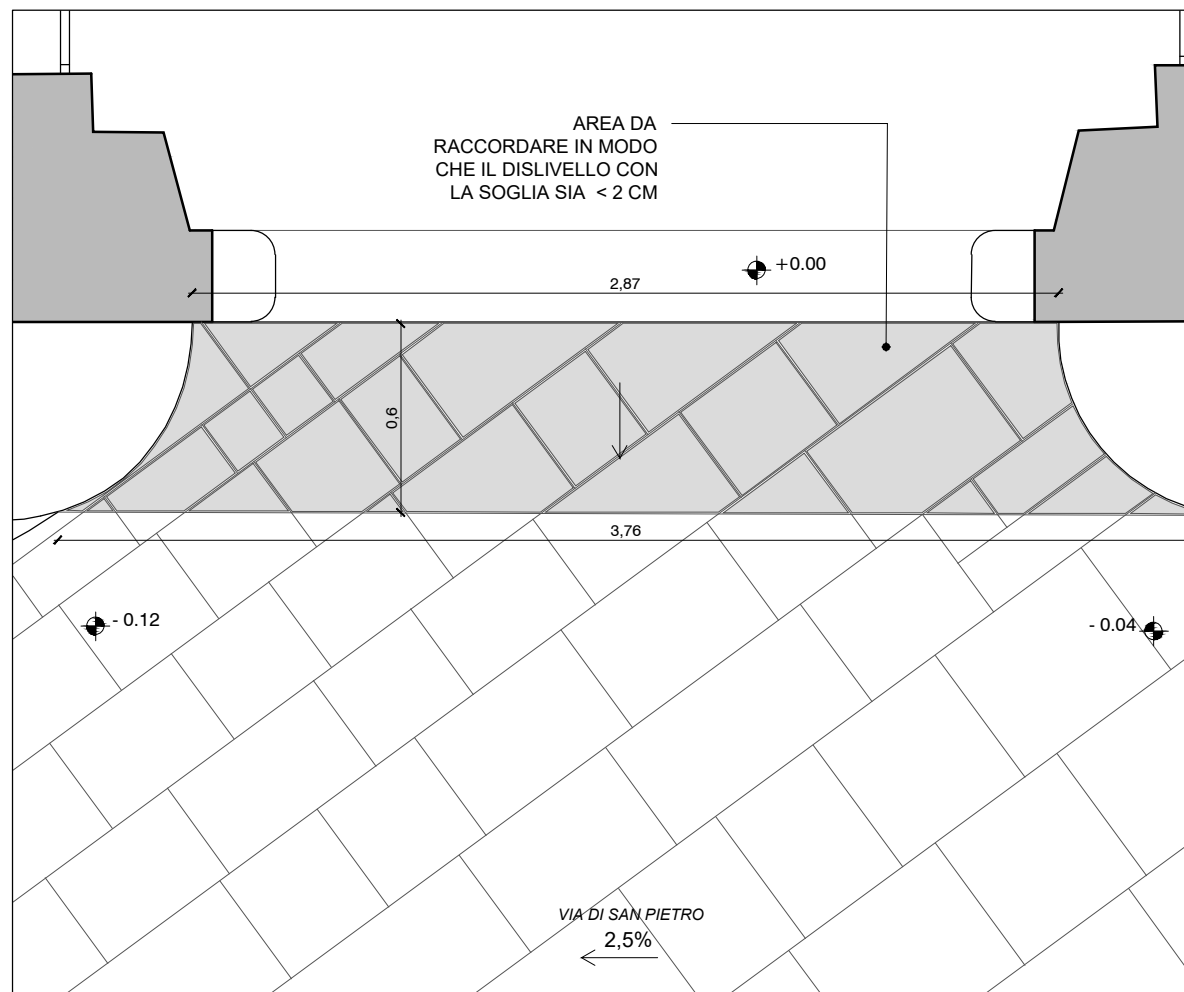 AREA DA
RACCORDARE IN MODO
CHE IL DISLIVELLO CON
LA SOGLIA SIA < 2 CM
+0.00
2,87
0,6
3,76
- 0.12
- 0.04
VIA DI SAN PIETRO
2,5%